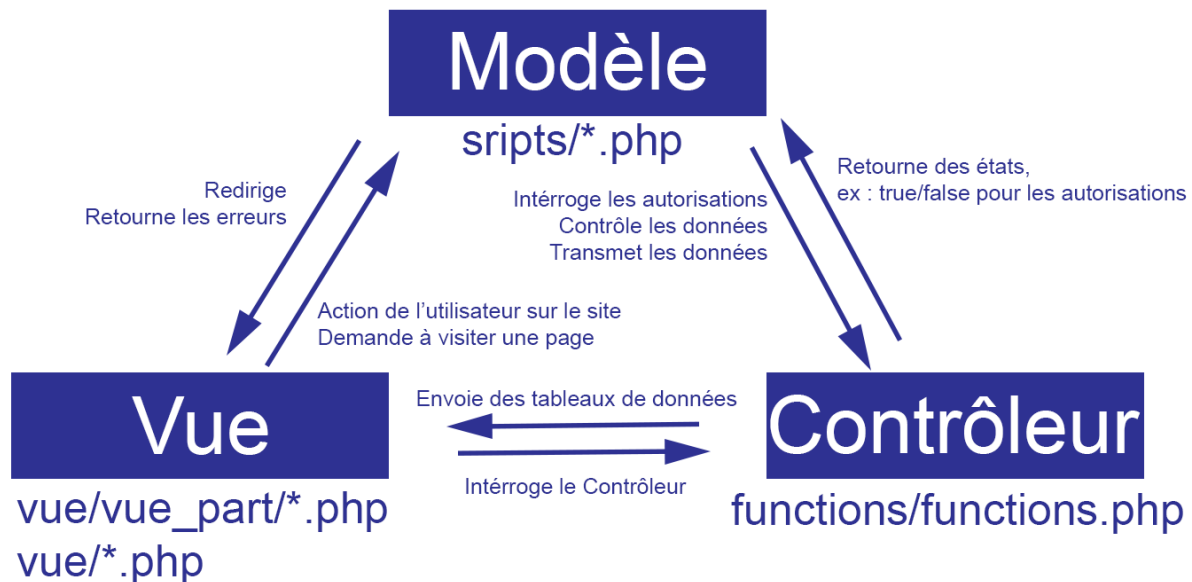 Modèle
sripts/*.php
Redirige
Retourne les erreurs
Intérroge les autorisations
Contrôle les données
Transmet les données
Retourne des états,
ex : true/false pour les autorisations
Action de l’utilisateur sur le site
Demande à visiter une page
Vue
Envoie des tableaux de données
Intérroge le Contrôleur
Contrôleur
vue/vue_part/*.php
vue/*.php
functions/functions.php